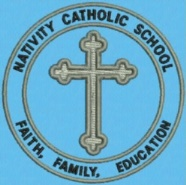 NATIVITY CATHOLIC SCHOOL
FAITH, FAMILY, EDUCATION